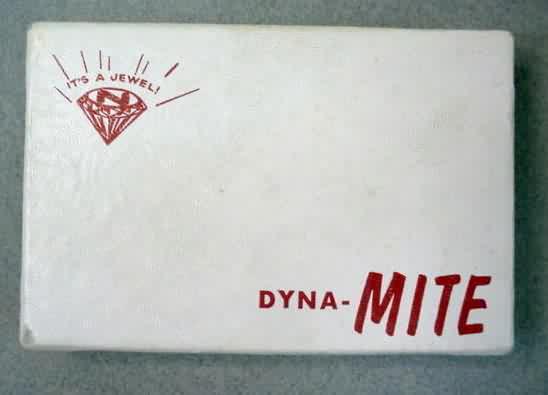 IT'S A JEWEL!
N
DYNA-MITE